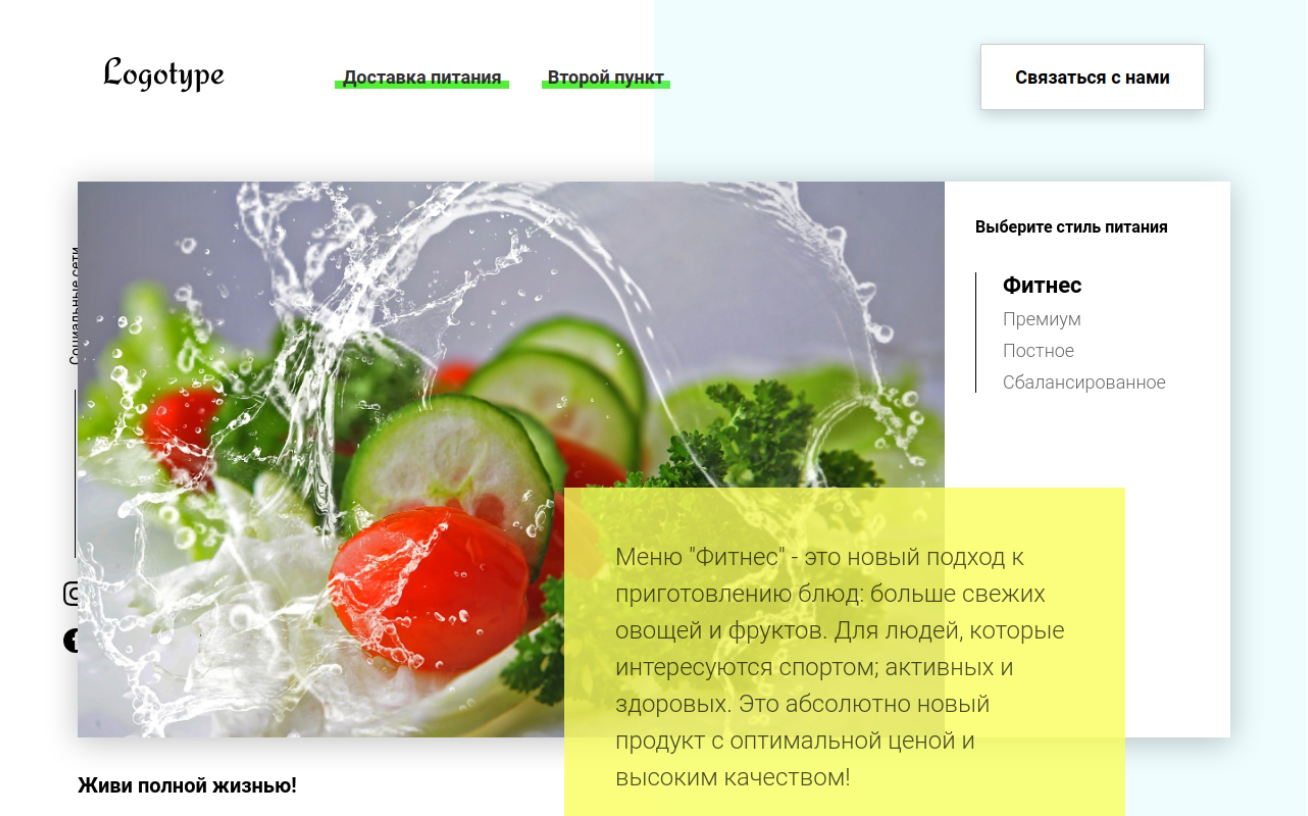 Logotype
Доставка питания
Второй пункт
Связаться с нами
Социальные сети
Выберите стиль питания
Фитнес
Премиум
Постное
Сбалансированное
Меню "Фитнес" - это новый подход к
приготовлению блюд: больше свежих
овощей и фруктов. Для людей, которые
интересуются спортом; активных и
здоровых. Это абсолютно новый
продукт с оптимальной ценой и
высоким качеством!
Живи полной жизнью!